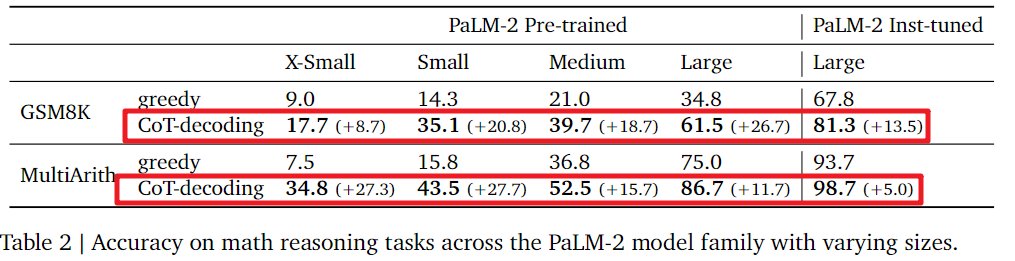 PaLM-2 Pre-trained PaLM-2 Inst-tuned
X-Small Small Medium Large Large
GSM8K greedy 9.0 14.3 21.0 34.8 67.8
CoT-decoding 17.7 (+8.7) 35.1 (+20.8) 39.7 (+18.7) 61.5 (+26.7) 81.3 (+13.5)
MultiArith greedy 7.5 15.8 36.8 75.0 93.7
CoT-decoding 34.8 (+27.3) 43.5 (+27.7) 52.5 (+15.7) 86.7 (+11.7) 98.7 (+5.0)
Table 2 | Accuracy on math reasoning tasks across the PaLM-2 model family with varying sizes.